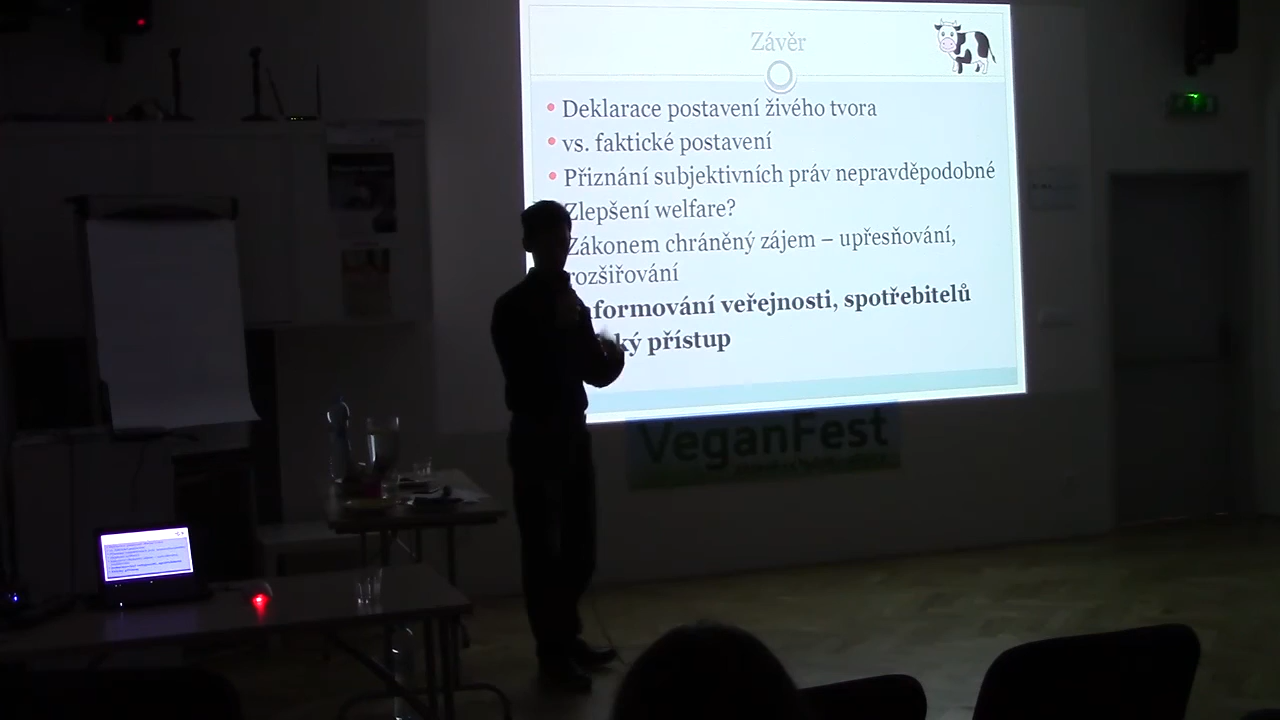 Závěr
Deklarace postavení živého tvora
vs. faktické postavení
Přiznání subjektivních práv nepravděpodobné
Zlepšení welfare?
Zákonem chráněný zájem – upřesňování,
rozšiřování
nformování veřejnosti, spotřebitelů
ký přístup
VeganFest